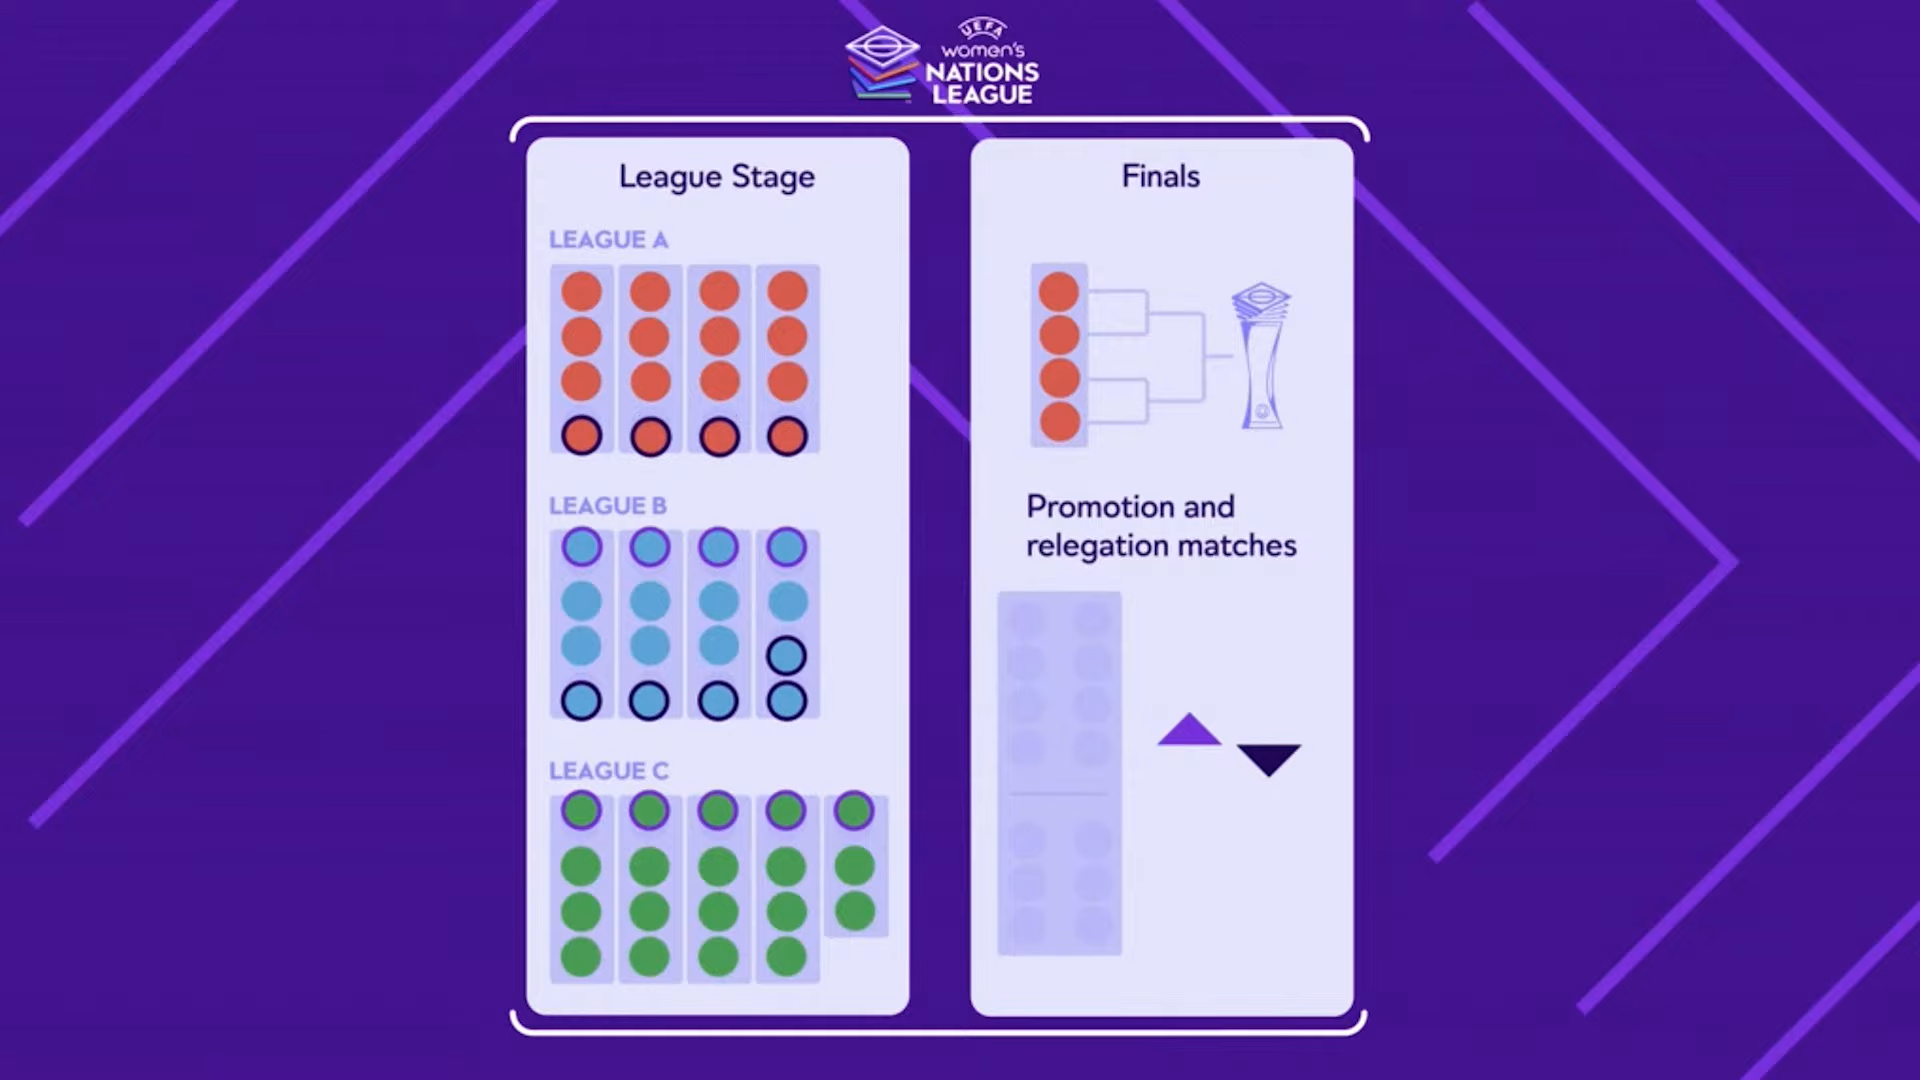 UEFA
women's
NATIONS
LEAGUE
League Stage
LEAGUE A
LEAGUE B
LEAGUE C
Finals
Promotion and
relegation matches